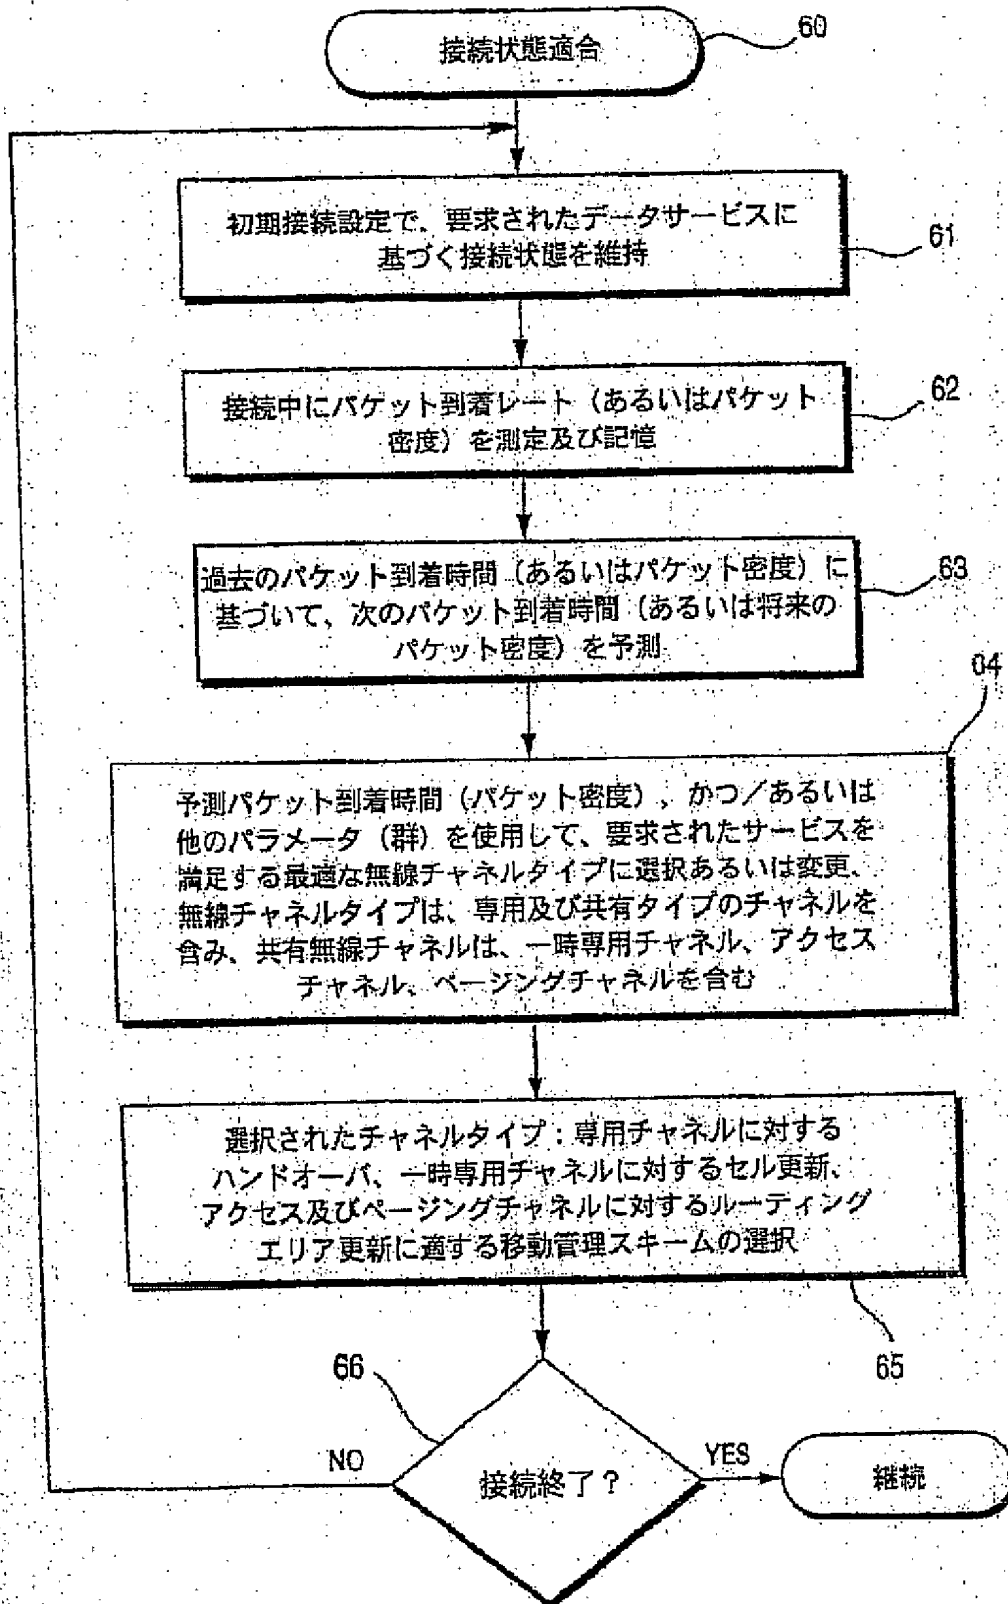 接続状態適合
60
初期接続設定で、要求されたデータサービスに
基づく接続状態を維持
61
接続中にパケット到着レート（あるいはパケット
密度）を測定及び記憶
62
過去のパケット到着時間（あるいはパケット密度）に
基づいて、次のパケット到着時間（あるいは将来の
パケット密度）を予測
63
64
予測パケット到着時間（パケット密度）、かつ／あるいは
他のパラメータ（群）を使用して、要求されたサービスを
満足する最適な無線チャネルタイプに選択あるいは変更、
無線チャネルタイプは、専用及び共有タイプのチャネルを
含み、共有無線チャネルは、一時専用チャネル、アクセス
チャネル、ページングチャネルを含む
選択されたチャネルタイプ：専用チャネルに対する
ハンドオーバ、一時専用チャネルに対するセル更新、
アクセス及びページングチャネルに対するルーティング
エリア更新に適する移動管理スキームの選択
65
66
NO
接続終了？
YES
継続